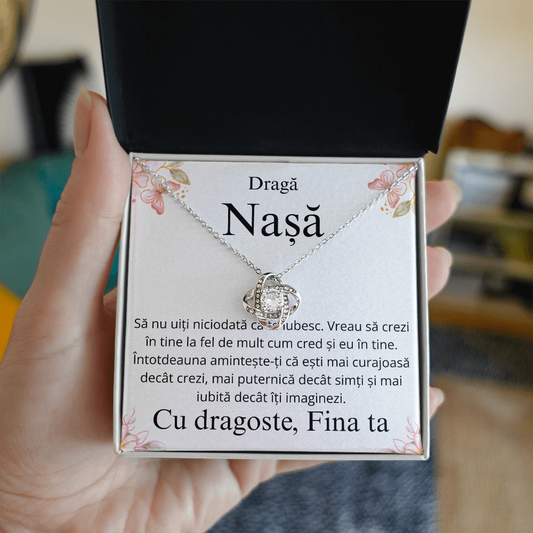 Dragă
Nașă
Să nu uiți niciodată că iubesc. Vreau să crezi
în tine la fel de mult cum cred și eu în tine.
Întotdeauna amintește-ți că ești mai curajoasă
decât crezi, mai puternică decât simți și mai
iubită decât îți imaginezi.
Cu dragoste, Fina ta